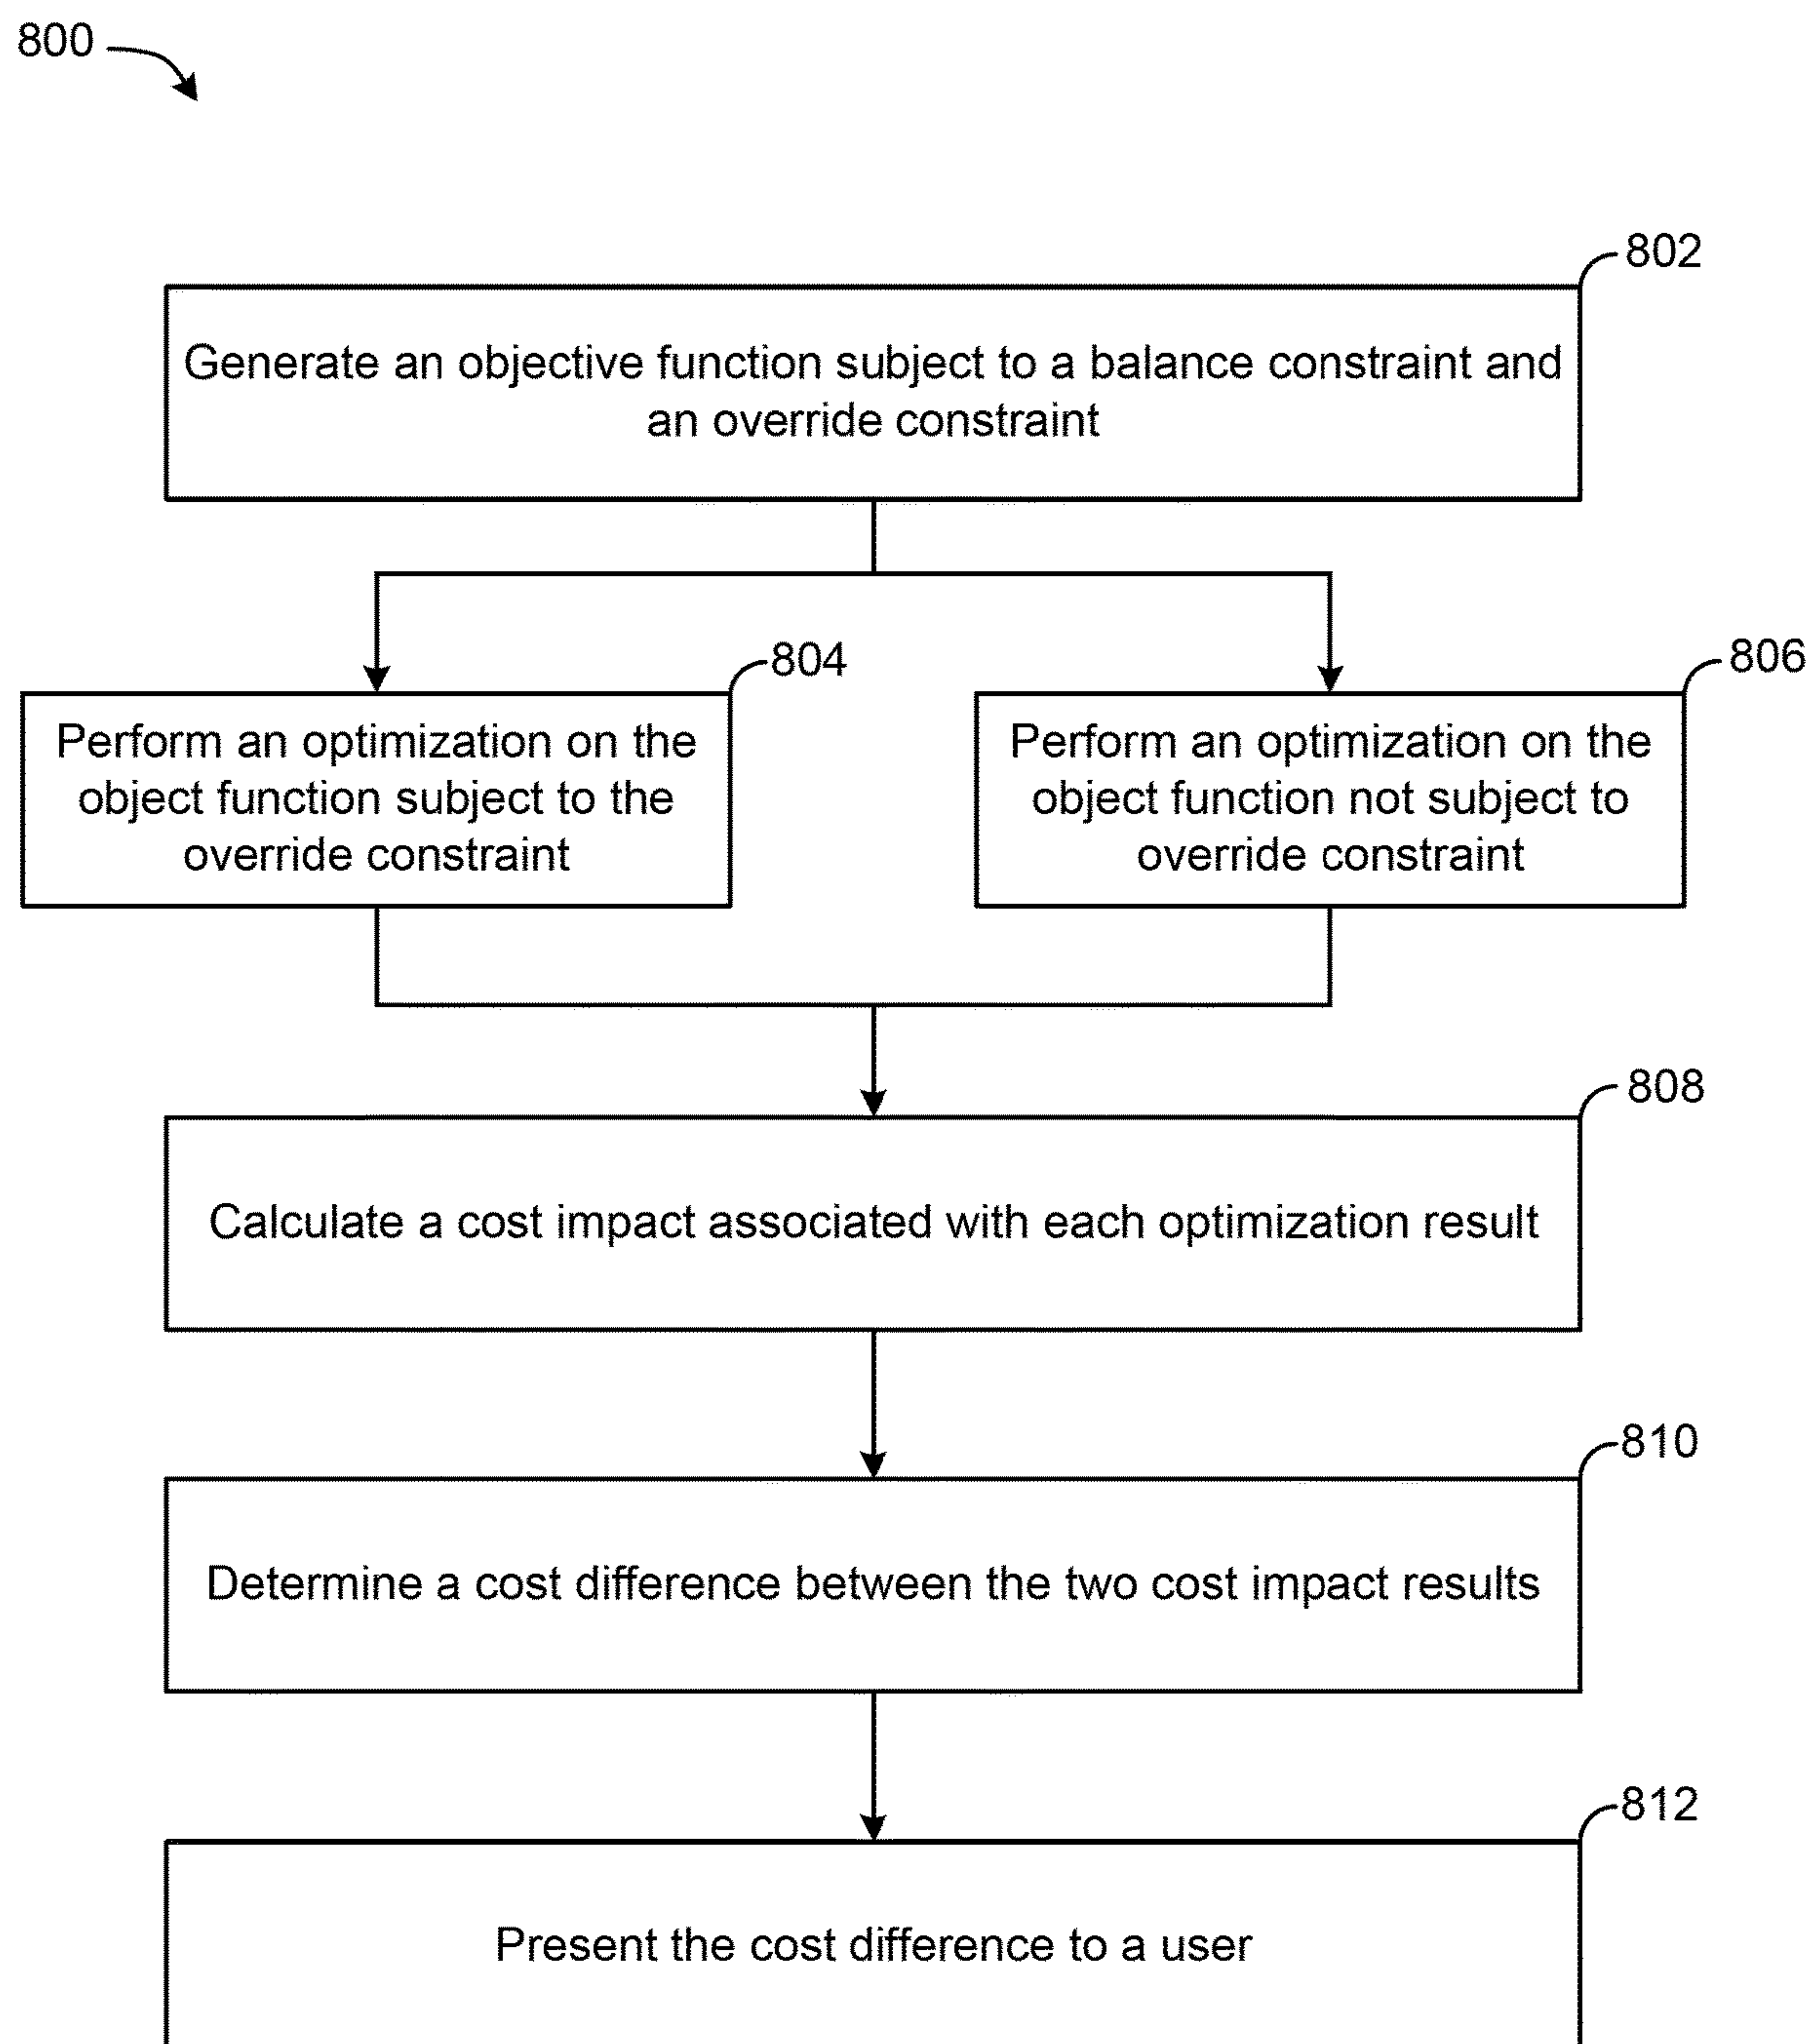 800
802
Generate an objective function subject to a balance constraint and
an override constraint
804
Perform an optimization on the
object function subject to the
override constraint
806
Perform an optimization on the
object function not subject to
override constraint
808
Calculate a cost impact associated with each optimization result
810
Determine a cost difference between the two cost impact results
812
Present the cost difference to a user